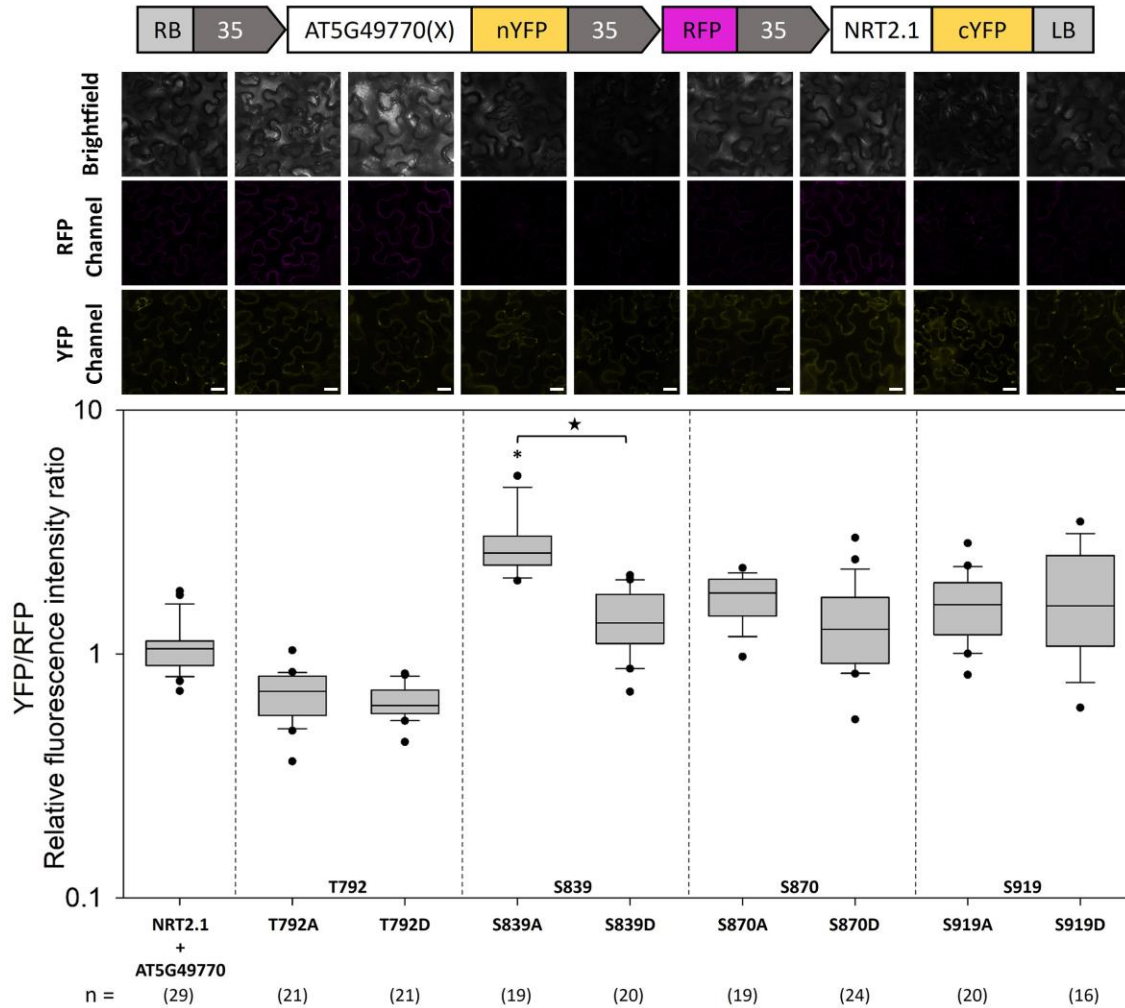 RB 35 AT5G49770(X) nYFP 35 RFP 35 NRT2.1 cYFP LB
Brightfield
RFP
Channel
YFP
Channel
YFP/RFP
Relative fluorescence intensity ratio
10
1
0.1
★
*
T792 S839 S870 S919
NRT2.1
+
AT5G49770
T792A T792D S839A S839D S870A S870D S919A S919D
n = (29) (21) (21) (19) (20) (19) (24) (20) (16)